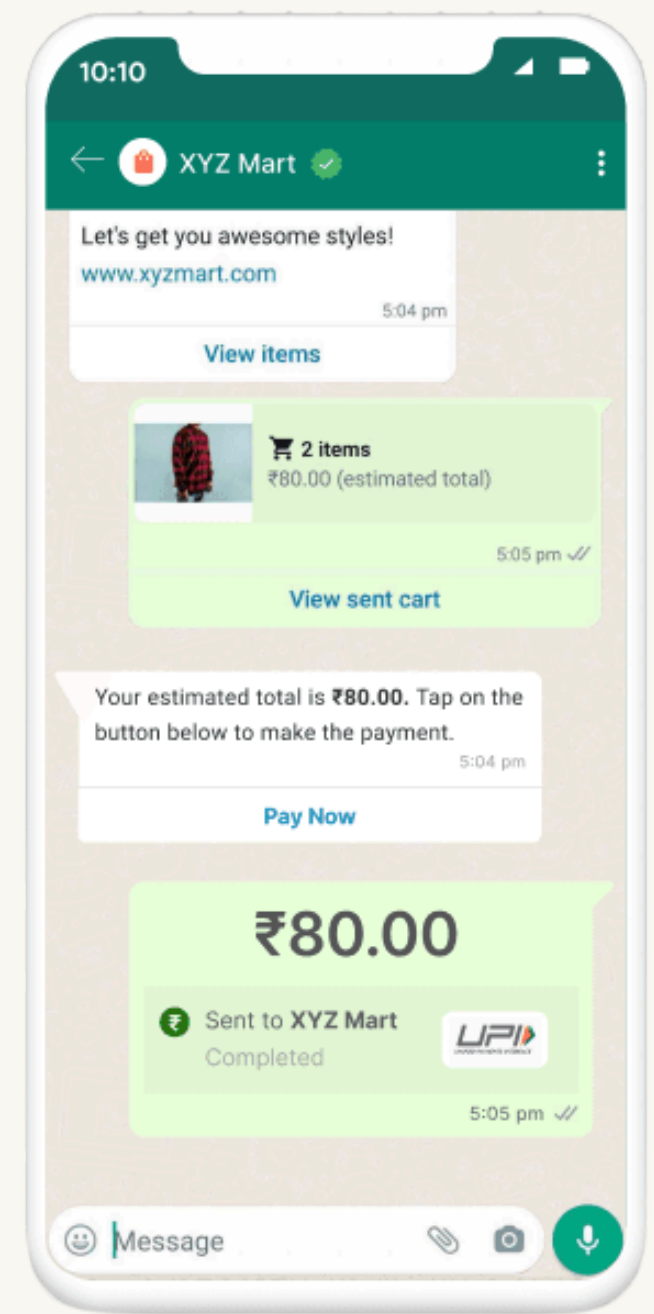 10:10
XYZ Mart
Let's get you awesome styles!
www.xyzmart.com
5:04 pm
View items
2 items
₹80.00 (estimated total)
5:05 pm
View sent cart
Your estimated total is ₹80.00. Tap on the
button below to make the payment.
5:04 pm
Pay Now
₹80.00
₹
Sent to XYZ Mart
Completed
UPI
5:05 pm
Message